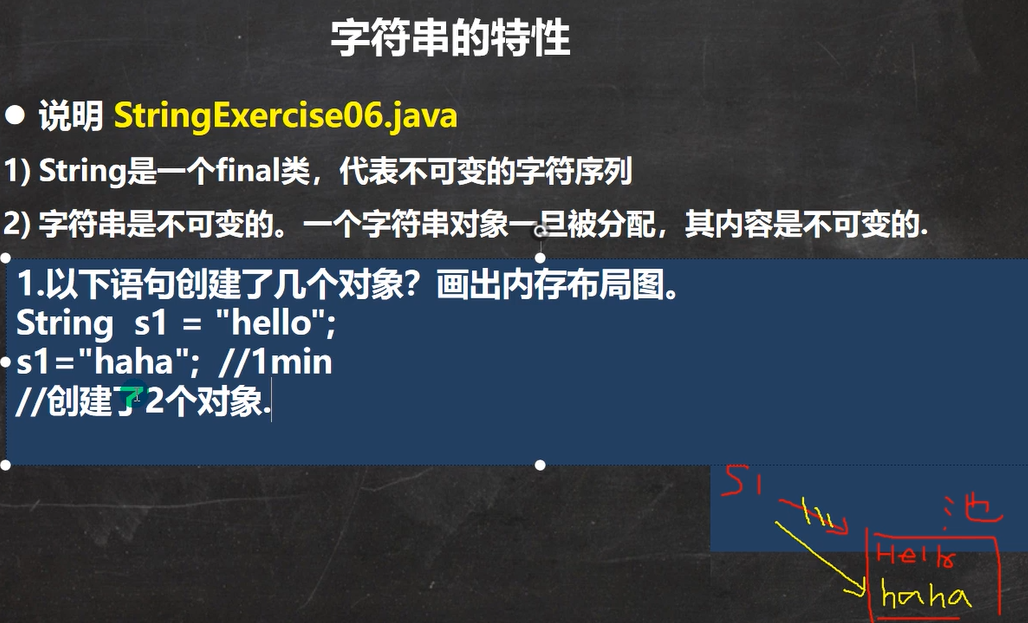 字符串的特性
● 说明 StringExercise06.java
1) String是一个final类，代表不可变的字符序列
2) 字符串是不可变的。一个字符串对象一旦被分配，其内容是不可变的.
1.以下语句创建了几个对象？画出内存布局图。
String s1 = "hello";
s1="haha"; //1min
//创建了2个对象.
S1
池
Hello
haha